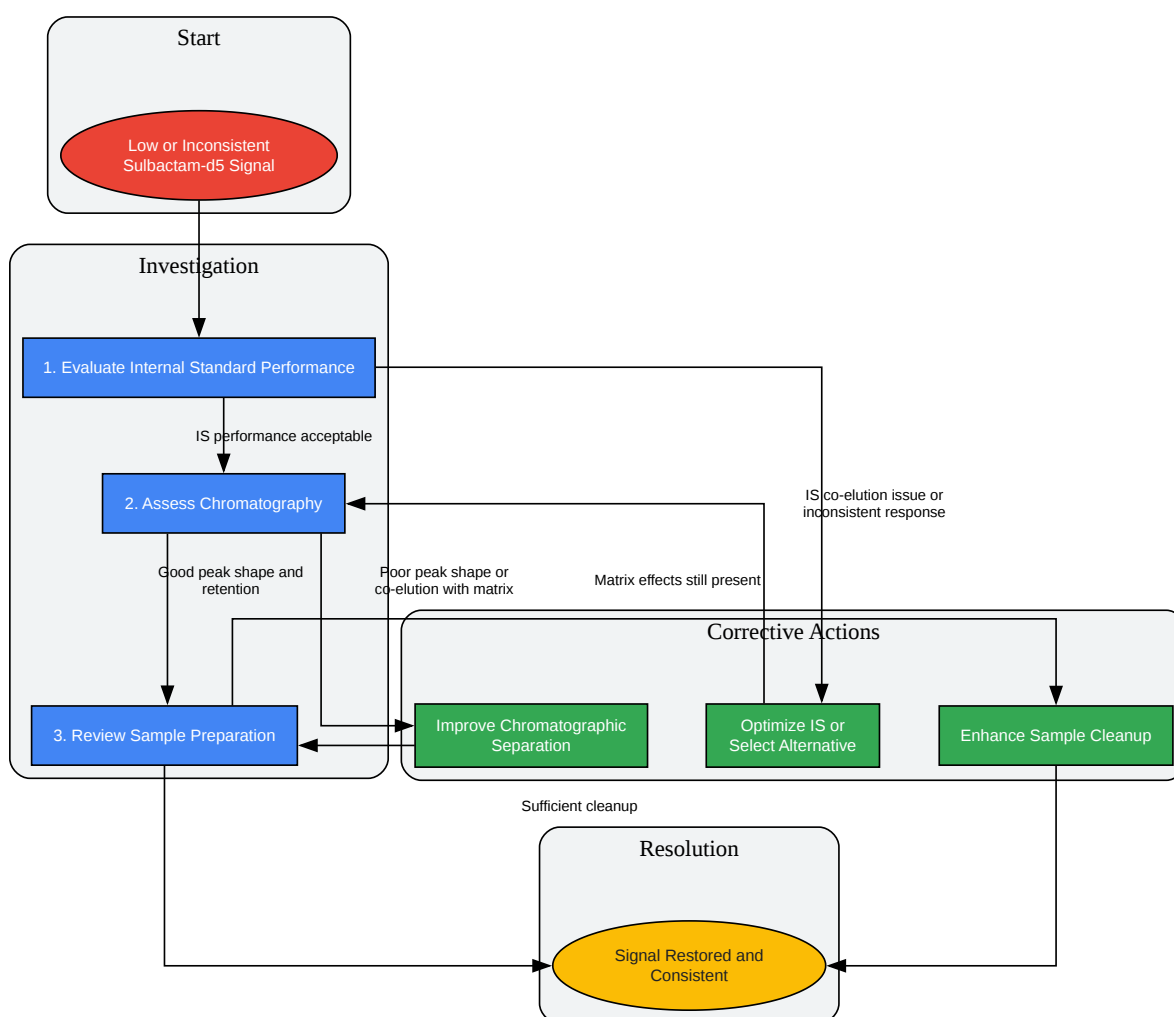 Start
Low or Inconsistent
Sulbactam-d5 Signal
Investigation
1. Evaluate Internal Standard Performance
IS performance acceptable
2. Assess Chromatography
IS co-elution issue or
inconsistent response
Good peak shape and
retention
Poor peak shape or
co-elution with matrix
Matrix effects still present
Corrective Actions
3. Review Sample Preparation
Improve Chromatographic
Separation
Optimize IS or
Select Alternative
Enhance Sample Cleanup
Sufficient cleanup
Resolution
Signal Restored and
Consistent